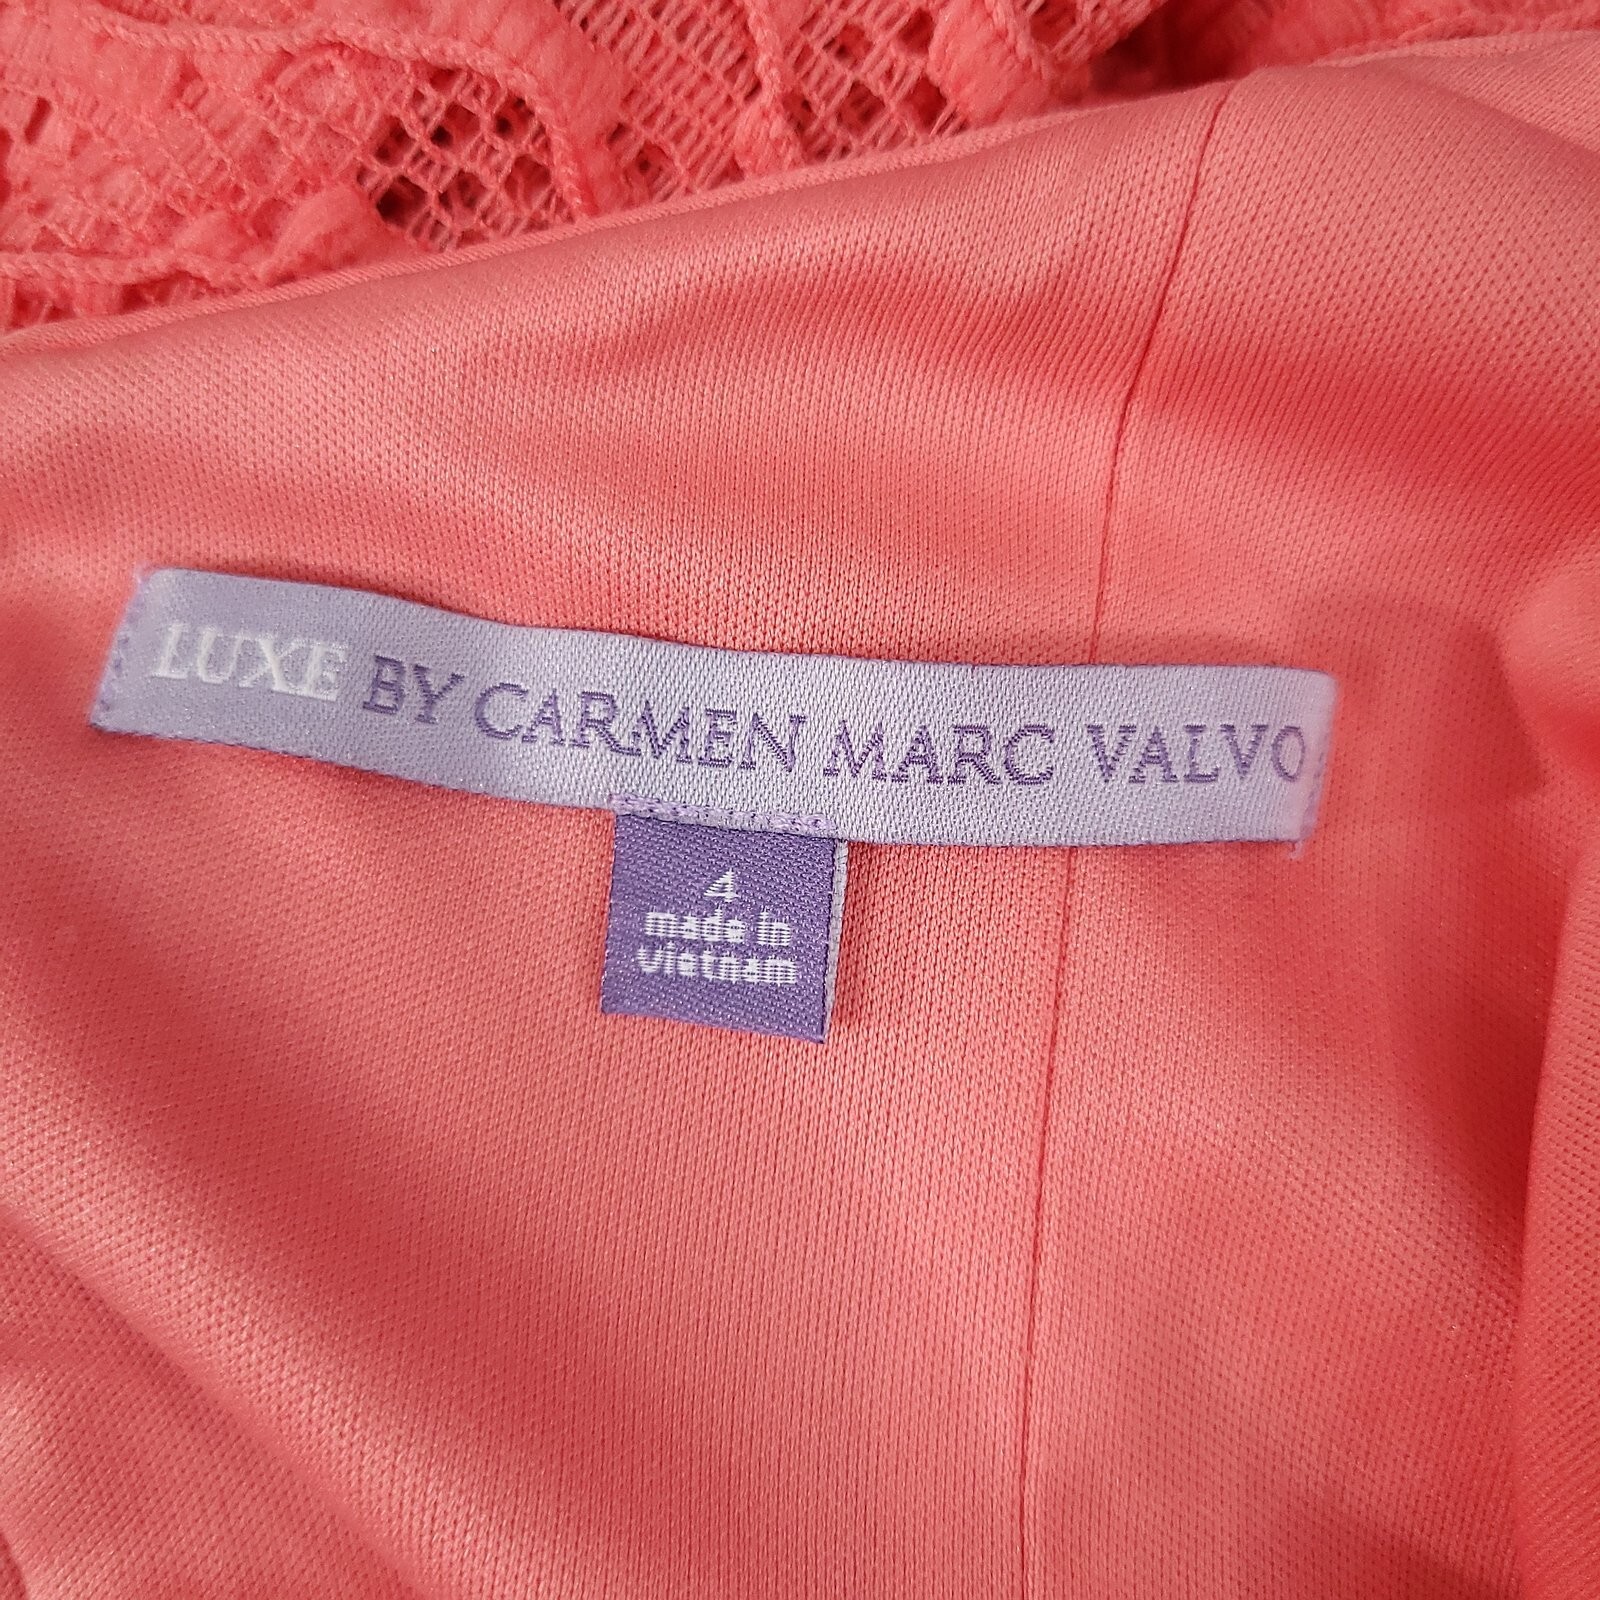 LUXE BY CARMEN MARC VALVO
4
made in
vietnam